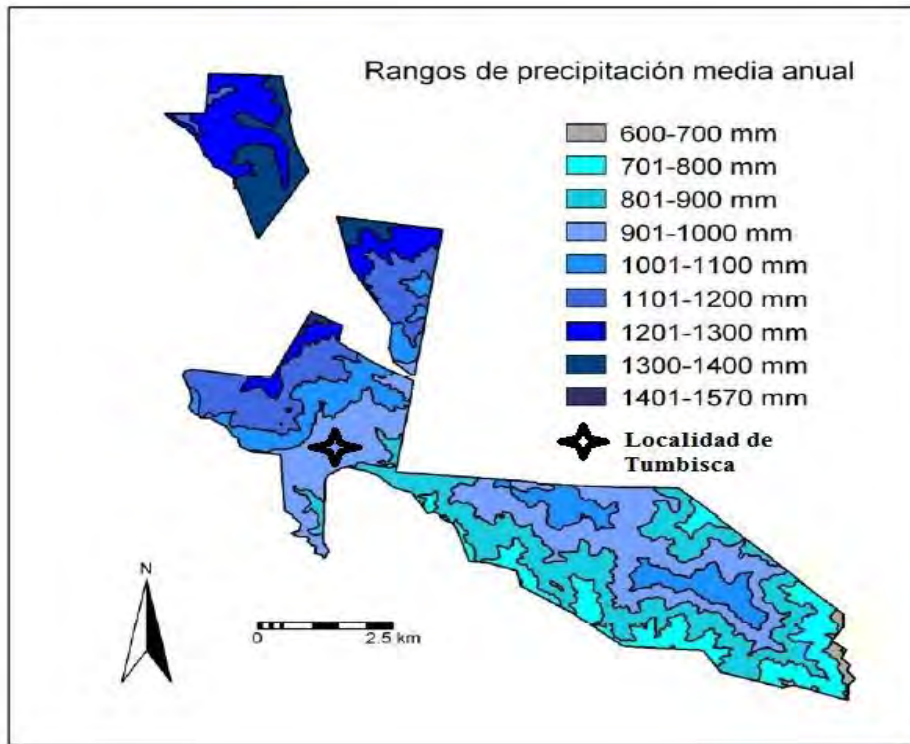 Rangos de precipitación media anual
600-700 mm
701-800 mm
801-900 mm
901-1000 mm
1001-1100 mm
1101-1200 mm
1201-1300 mm
1300-1400 mm
1401-1570 mm
Localidad de
Tumbisca
N
0 2.5 km